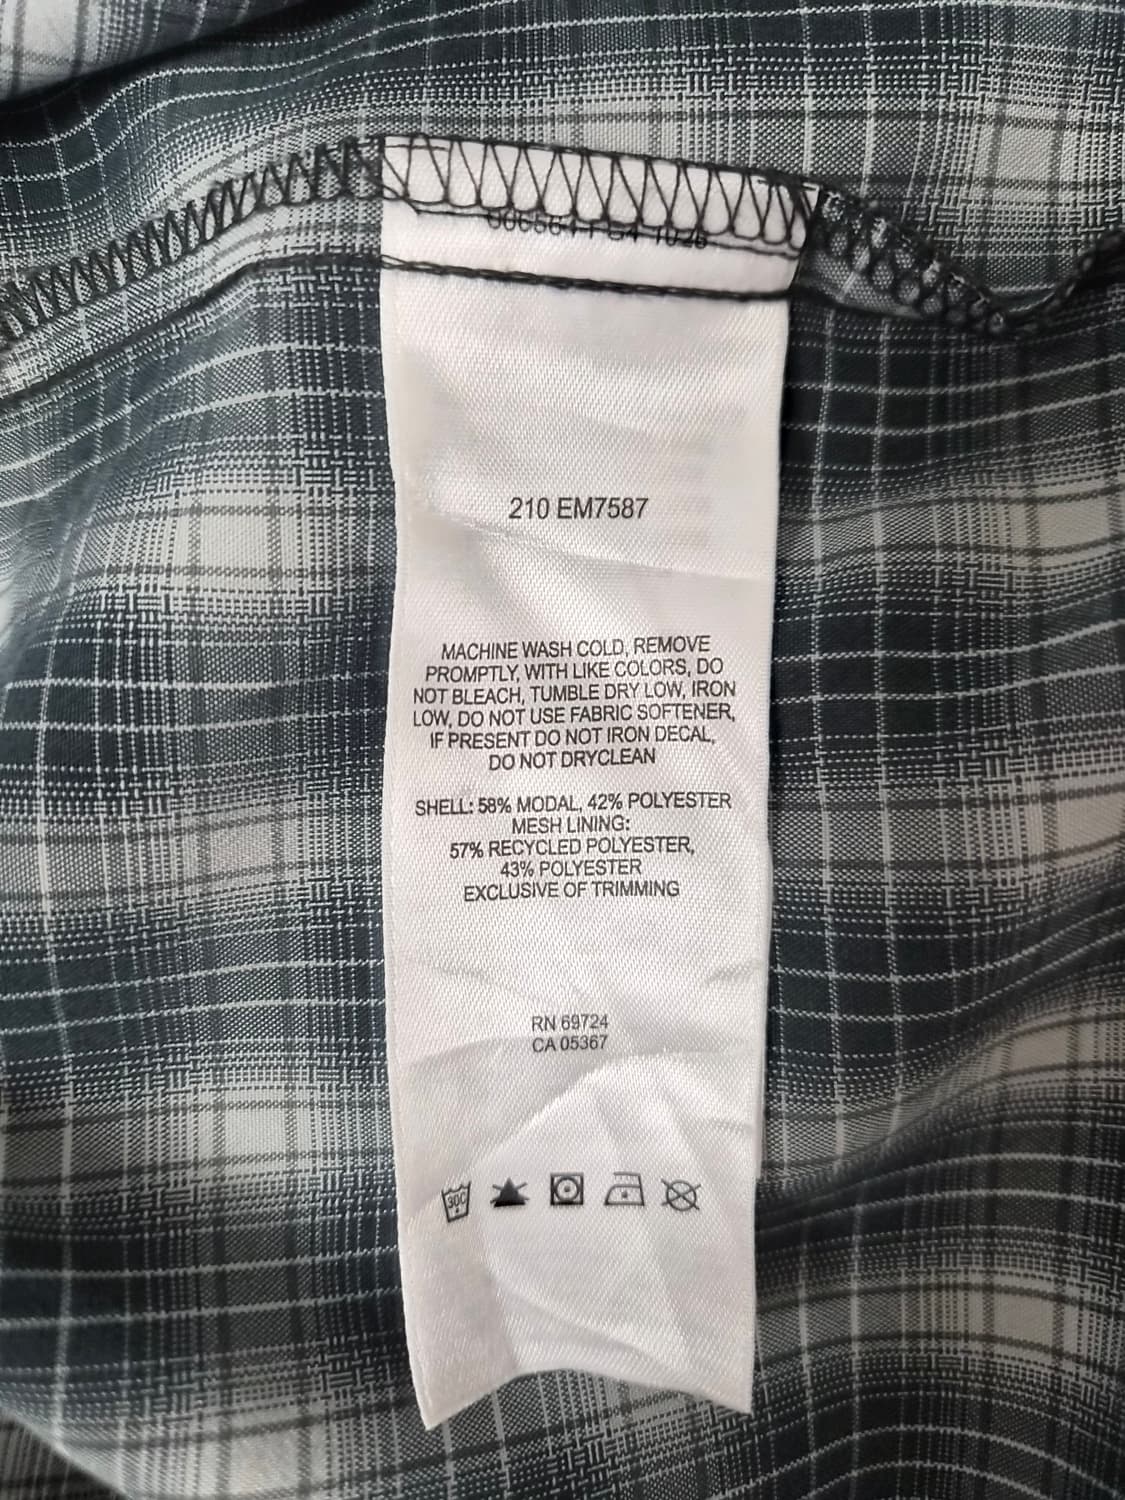 210 EM7587
MACHINE WASH COLD, REMOVE
PROMPTLY, WITH LIKE COLORS, DO
NOT BLEACH, TUMBLE DRY LOW, IRON
LOW, DO NOT USE FABRIC SOFTENER,
IF PRESENT DO NOT IRON DECAL,
DO NOT DRYCLEAN
SHELL: 58% MODAL, 42% POLYESTER
MESH LINING:
57% RECYCLED POLYESTER,
43% POLYESTER
EXCLUSIVE OF TRIMMING
RN 69724
CA 05367
30C